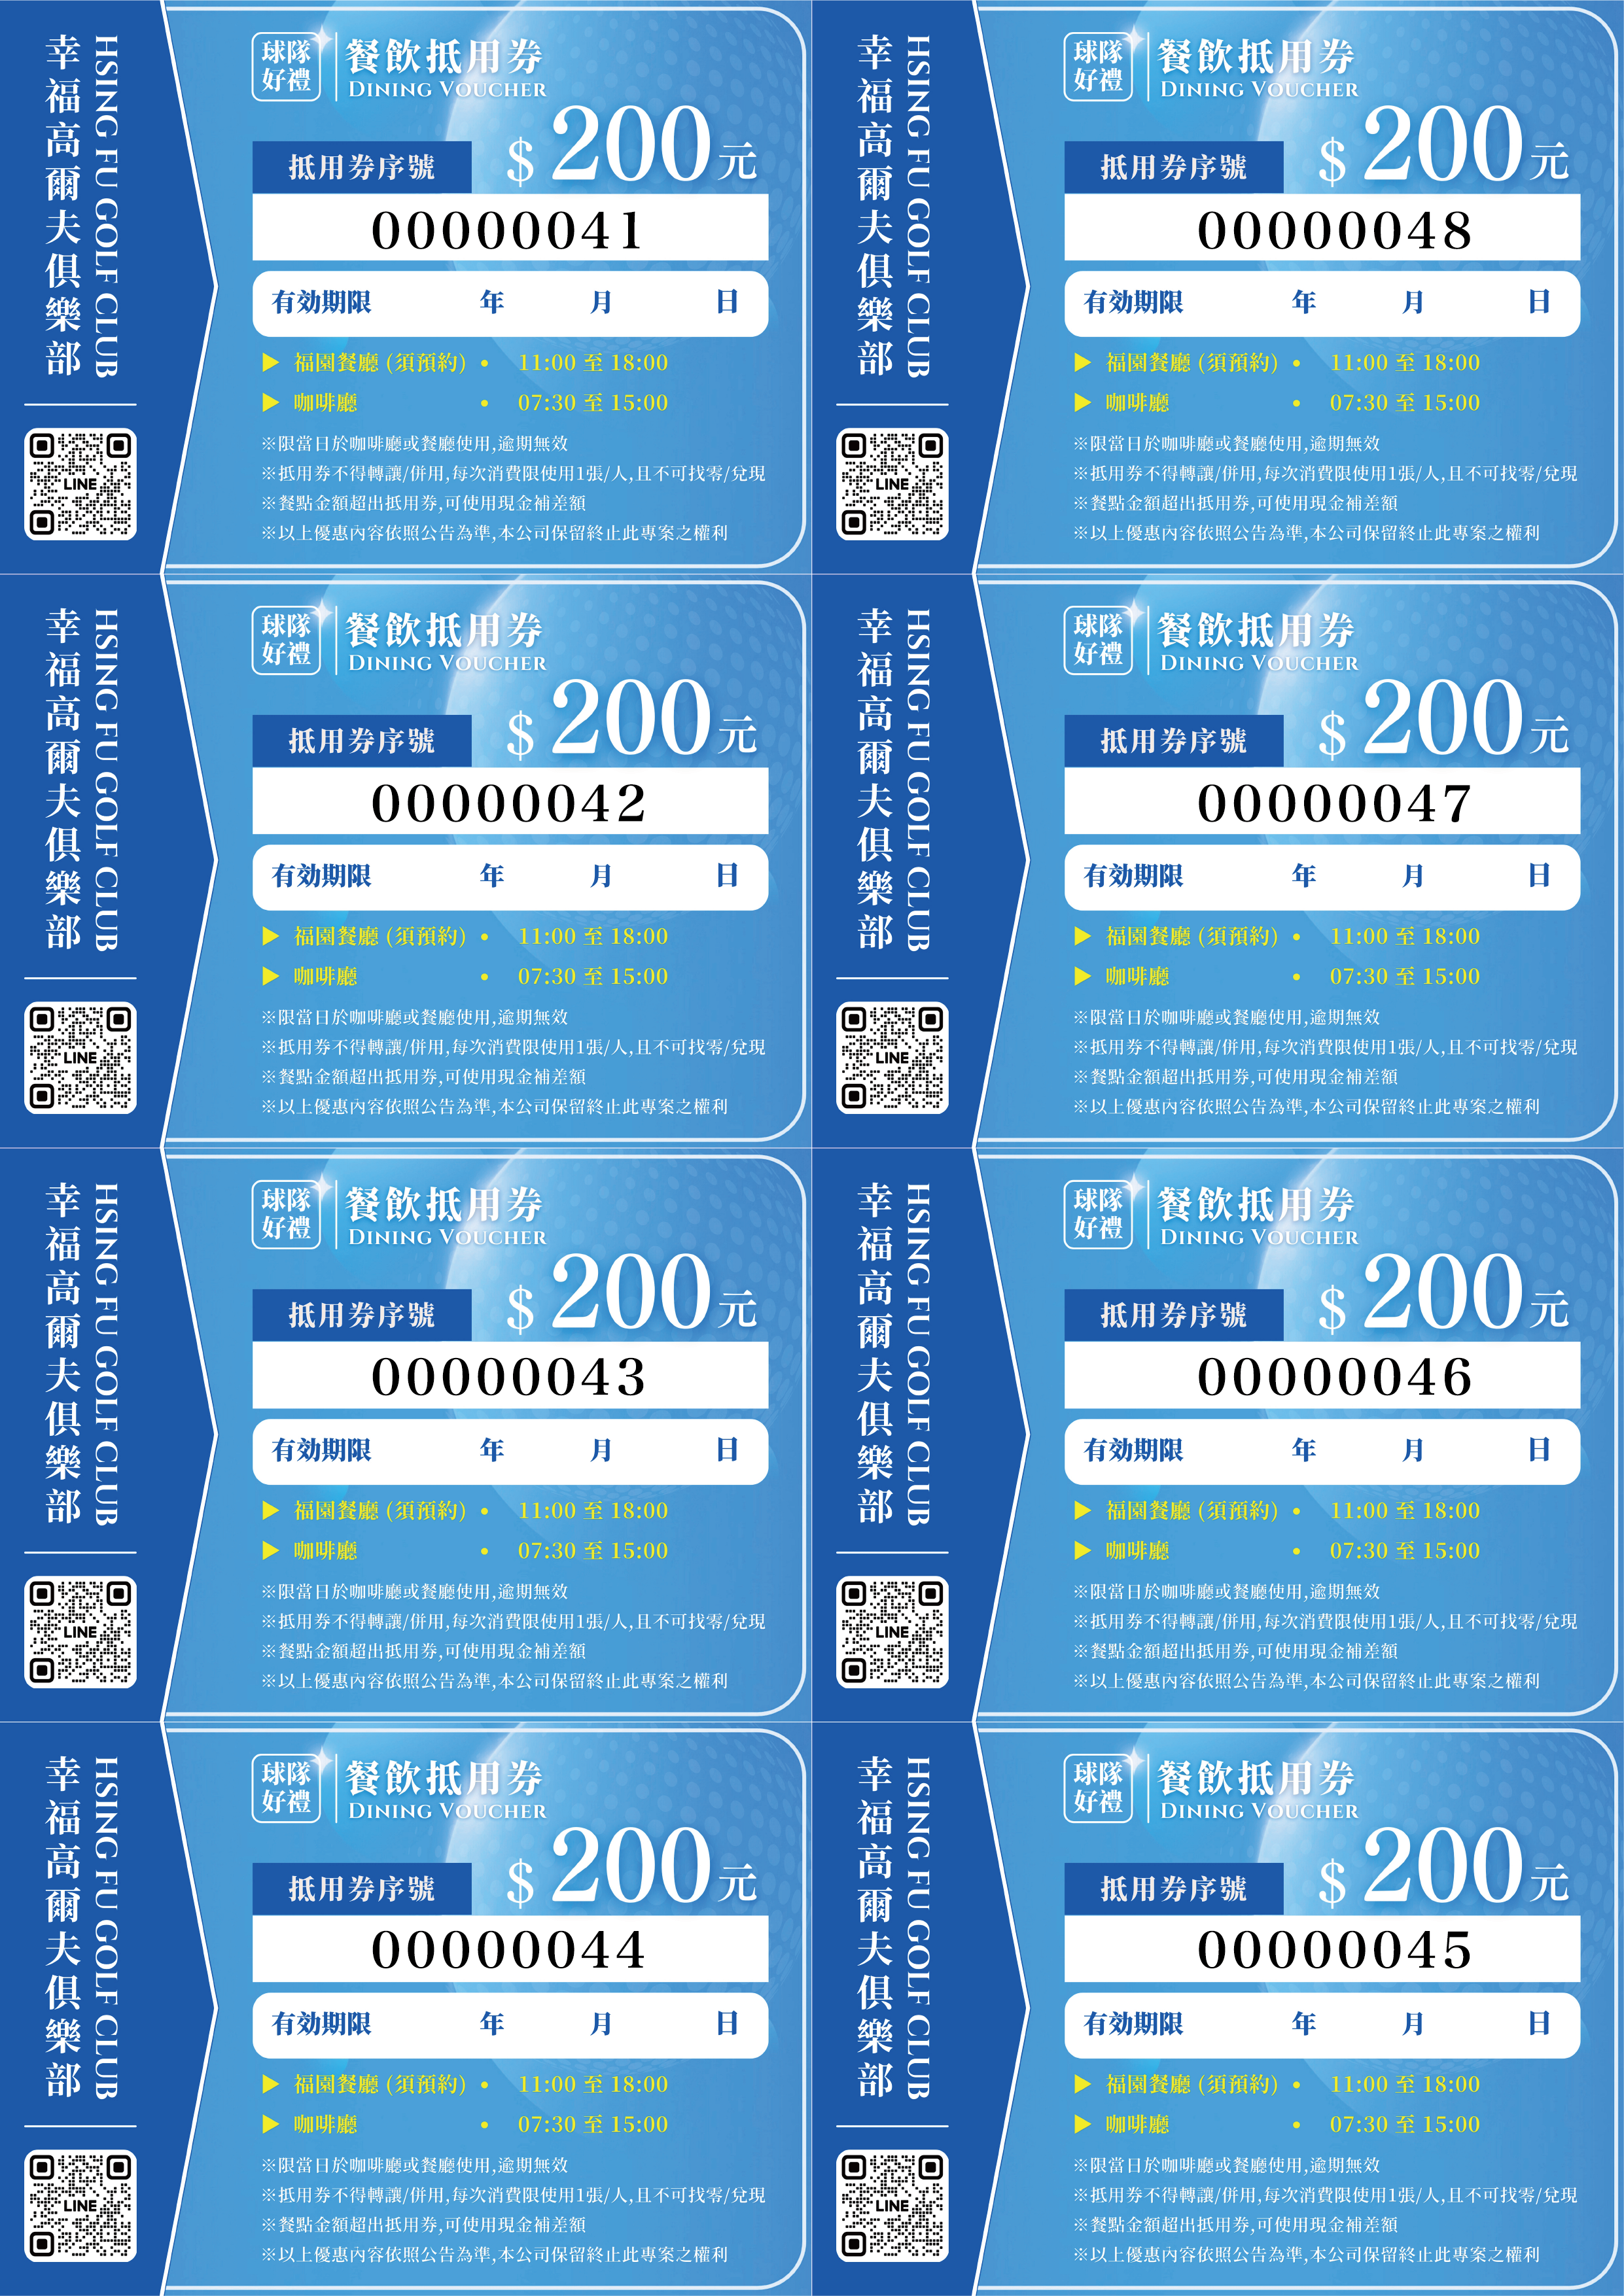 幸福高爾夫俱樂部
HSING FU GOLF CLUB
LINE
球隊
好禮
餐飲抵用券
DINING VOUCHER
$ 200元
抵用券序號
00000041
有効期限 年 月 日
▶ 福園餐廳 (須預約) • 11:00 至 18:00
▶ 咖啡廳 • 07:30 至 15:00
※限當日於咖啡廳或餐廳使用,逾期無效
※抵用券不得轉讓/併用,每次消費限使用1張/人,且不可找零/兌現
※餐點金額超出抵用券,可使用現金補差額
※以上優惠內容依照公告為準,本公司保留終止此專案之權利
幸福高爾夫俱樂部
HSING FU GOLF CLUB
LINE
球隊
好禮
餐飲抵用券
DINING VOUCHER
$ 200元
抵用券序號
00000048
有効期限 年 月 日
▶ 福園餐廳 (須預約) • 11:00 至 18:00
▶ 咖啡廳 • 07:30 至 15:00
※限當日於咖啡廳或餐廳使用,逾期無效
※抵用券不得轉讓/併用,每次消費限使用1張/人,且不可找零/兌現
※餐點金額超出抵用券,可使用現金補差額
※以上優惠內容依照公告為準,本公司保留終止此專案之權利
幸福高爾夫俱樂部
HSING FU GOLF CLUB
LINE
球隊
好禮
餐飲抵用券
DINING VOUCHER
$ 200元
抵用券序號
00000042
有効期限 年 月 日
▶ 福園餐廳 (須預約) • 11:00 至 18:00
▶ 咖啡廳 • 07:30 至 15:00
※限當日於咖啡廳或餐廳使用,逾期無效
※抵用券不得轉讓/併用,每次消費限使用1張/人,且不可找零/兌現
※餐點金額超出抵用券,可使用現金補差額
※以上優惠內容依照公告為準,本公司保留終止此專案之權利
幸福高爾夫俱樂部
HSING FU GOLF CLUB
LINE
球隊
好禮
餐飲抵用券
DINING VOUCHER
$ 200元
抵用券序號
00000047
有効期限 年 月 日
▶ 福園餐廳 (須預約) • 11:00 至 18:00
▶ 咖啡廳 • 07:30 至 15:00
※限當日於咖啡廳或餐廳使用,逾期無效
※抵用券不得轉讓/併用,每次消費限使用1張/人,且不可找零/兌現
※餐點金額超出抵用券,可使用現金補差額
※以上優惠內容依照公告為準,本公司保留終止此專案之權利
幸福高爾夫俱樂部
HSING FU GOLF CLUB
LINE
球隊
好禮
餐飲抵用券
DINING VOUCHER
$ 200元
抵用券序號
00000043
有効期限 年 月 日
▶ 福園餐廳 (須預約) • 11:00 至 18:00
▶ 咖啡廳 • 07:30 至 15:00
※限當日於咖啡廳或餐廳使用,逾期無效
※抵用券不得轉讓/併用,每次消費限使用1張/人,且不可找零/兌現
※餐點金額超出抵用券,可使用現金補差額
※以上優惠內容依照公告為準,本公司保留終止此專案之權利
幸福高爾夫俱樂部
HSING FU GOLF CLUB
LINE
球隊
好禮
餐飲抵用券
DINING VOUCHER
$ 200元
抵用券序號
00000046
有効期限 年 月 日
▶ 福園餐廳 (須預約) • 11:00 至 18:00
▶ 咖啡廳 • 07:30 至 15:00
※限當日於咖啡廳或餐廳使用,逾期無效
※抵用券不得轉讓/併用,每次消費限使用1張/人,且不可找零/兌現
※餐點金額超出抵用券,可使用現金補差額
※以上優惠內容依照公告為準,本公司保留終止此專案之權利
幸福高爾夫俱樂部
HSING FU GOLF CLUB
LINE
球隊
好禮
餐飲抵用券
DINING VOUCHER
$ 200元
抵用券序號
00000044
有効期限 年 月 日
▶ 福園餐廳 (須預約) • 11:00 至 18:00
▶ 咖啡廳 • 07:30 至 15:00
※限當日於咖啡廳或餐廳使用,逾期無效
※抵用券不得轉讓/併用,每次消費限使用1張/人,且不可找零/兌現
※餐點金額超出抵用券,可使用現金補差額
※以上優惠內容依照公告為準,本公司保留終止此專案之權利
幸福高爾夫俱樂部
HSING FU GOLF CLUB
LINE
球隊
好禮
餐飲抵用券
DINING VOUCHER
$ 200元
抵用券序號
00000045
有効期限 年 月 日
▶ 福園餐廳 (須預約) • 11:00 至 18:00
▶ 咖啡廳 • 07:30 至 15:00
※限當日於咖啡廳或餐廳使用,逾期無效
※抵用券不得轉讓/併用,每次消費限使用1張/人,且不可找零/兌現
※餐點金額超出抵用券,可使用現金補差額
※以上優惠內容依照公告為準,本公司保留終止此專案之權利